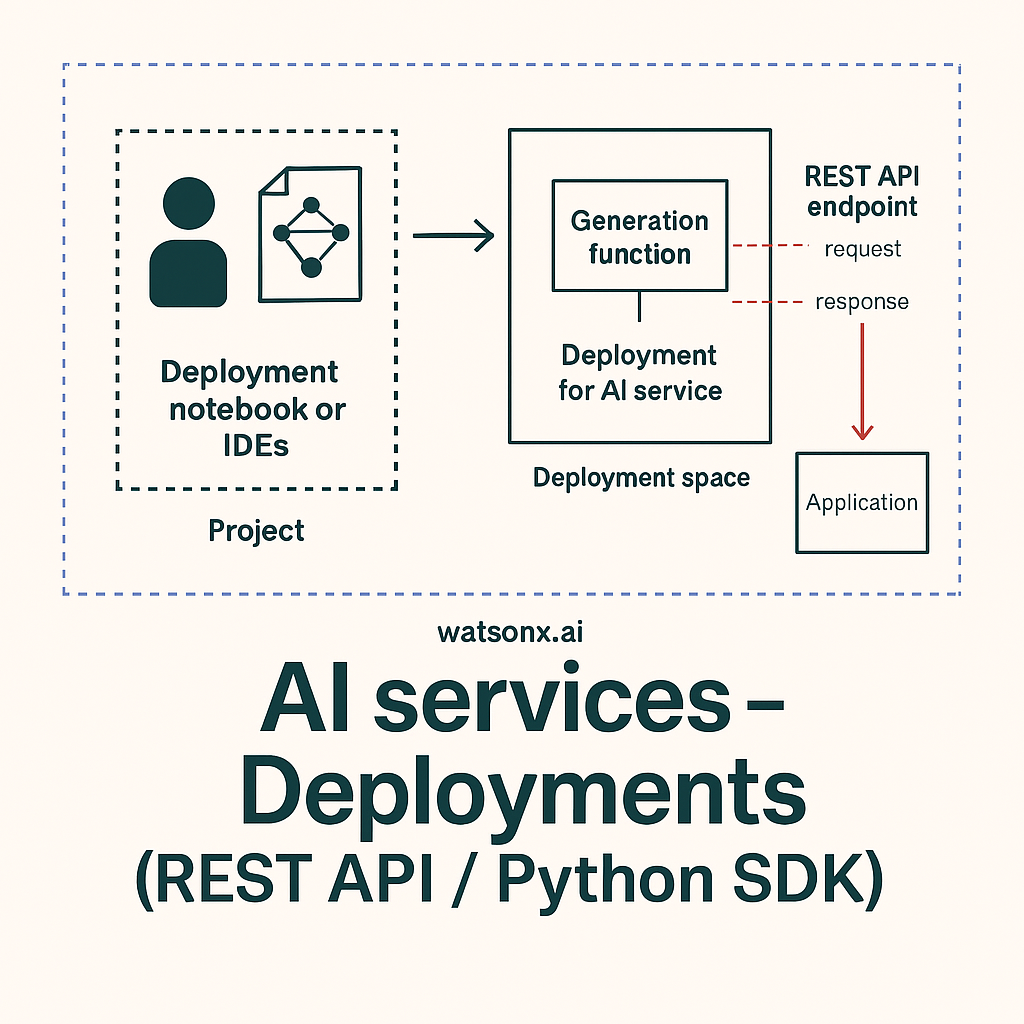 Deployment
notebook or
IDEs
Project
Generation
function
Deployment
for AI service
Deployment space
REST API
endpoint
request
response
Application
watsonx.ai
AI services –
Deployments
(REST API / Python SDK)